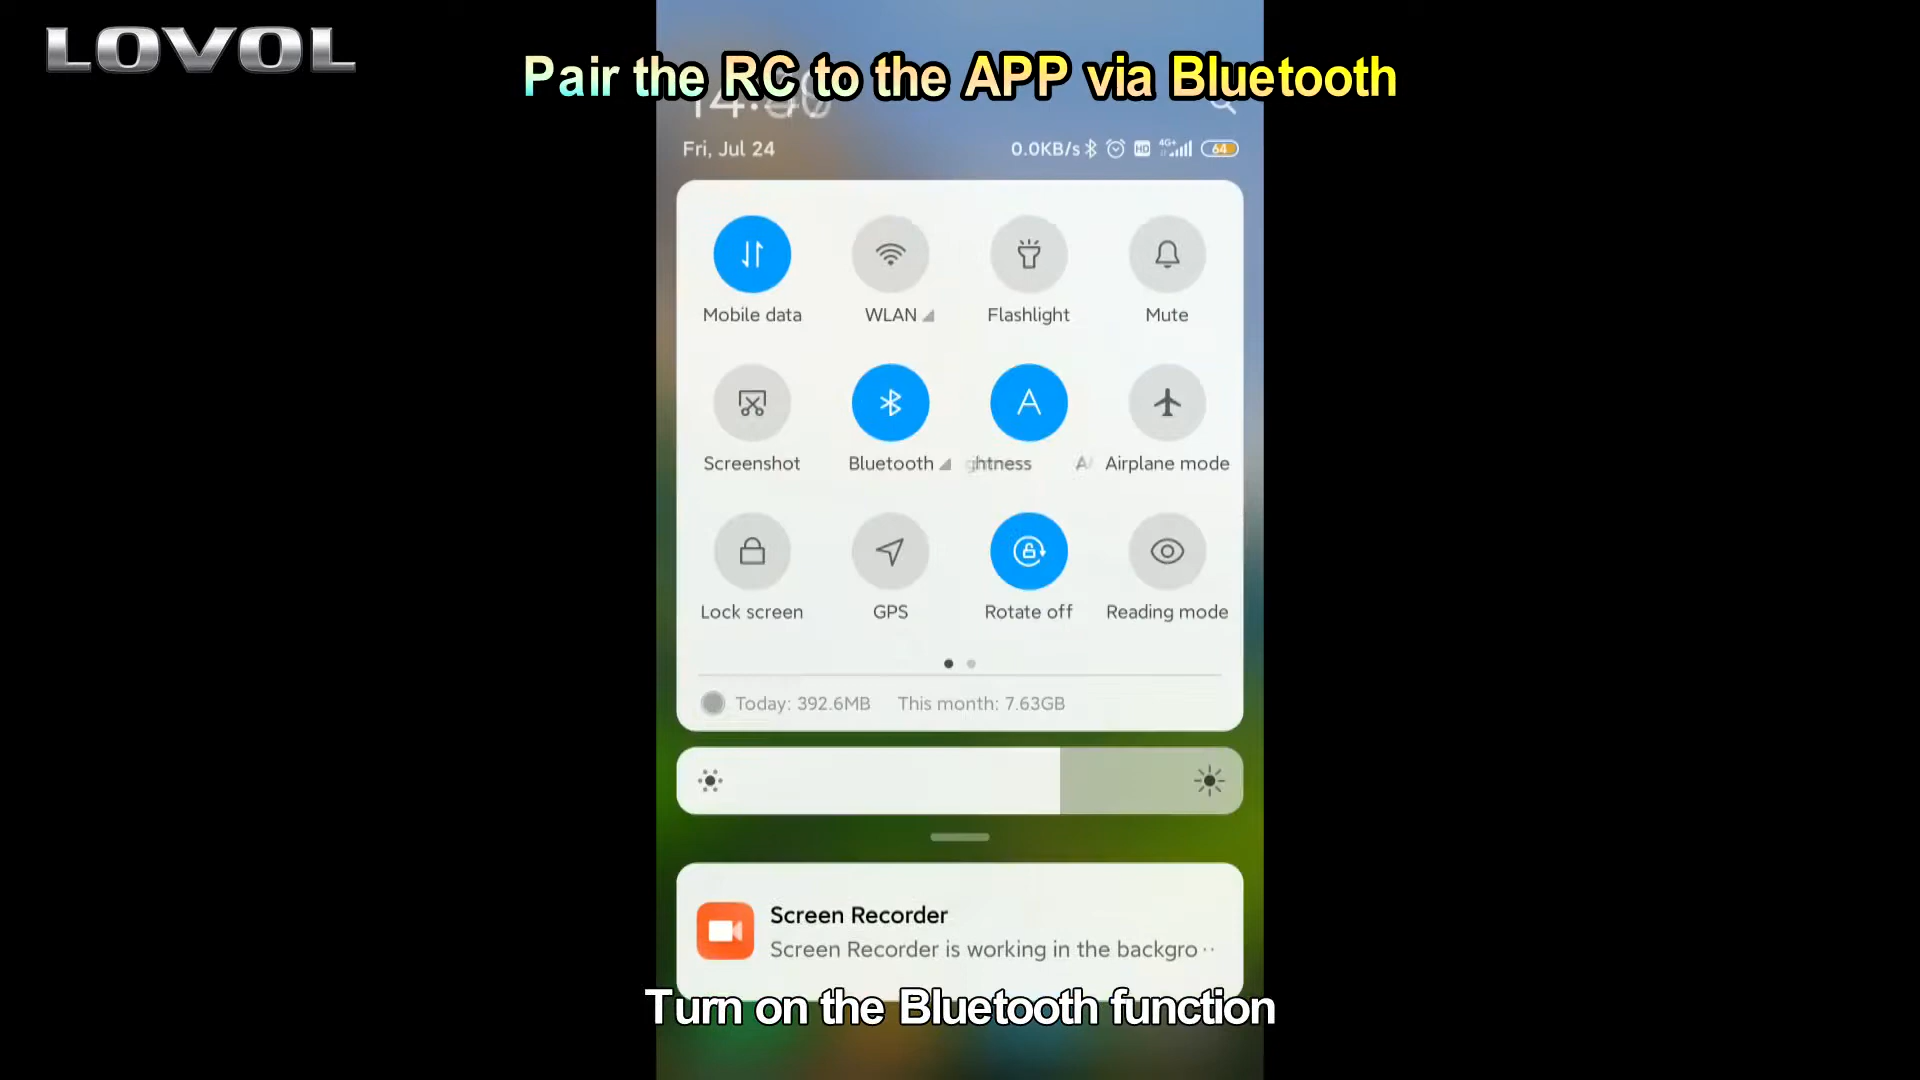 LOVOL
Pair the RC to the APP via Bluetooth
Fri, Jul 24
0.0KB/s HD 4G+ 64
Mobile data
WLAN
Flashlight
Mute
Screenshot
Bluetooth
ghtness
Airplane mode
Lock screen
GPS
Rotate off
Reading mode
Today: 392.6MB This month: 7.63GB
Screen Recorder
Screen Recorder is working in the backgro ··
Turn on the Bluetooth function